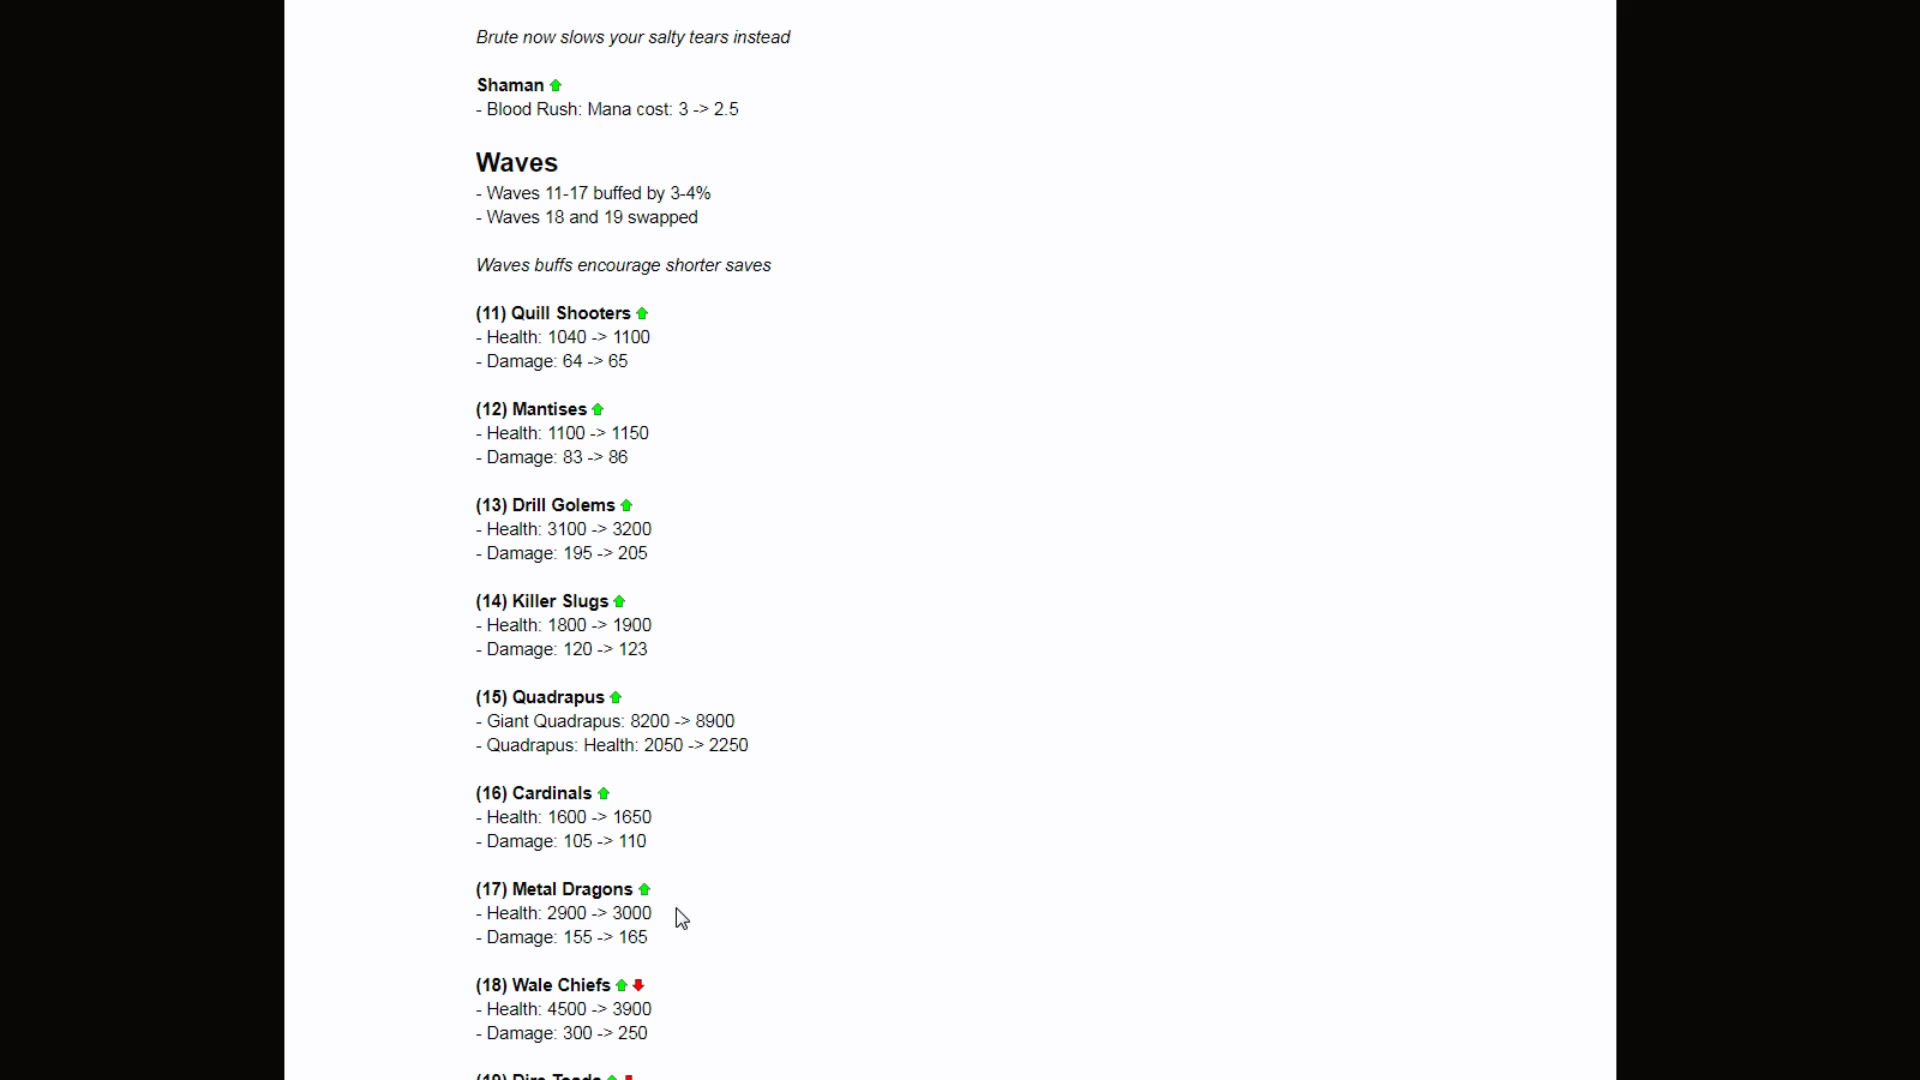 Brute now slows your salty tears instead
Shaman
- Blood Rush: Mana cost: 3 -> 2.5
Waves
- Waves 11-17 buffed by 3-4%
- Waves 18 and 19 swapped
Waves buffs encourage shorter saves
(11) Quill Shooters
- Health: 1040 -> 1100
- Damage: 64 -> 65
(12) Mantises
- Health: 1100 -> 1150
- Damage: 83 -> 86
(13) Drill Golems
- Health: 3100 -> 3200
- Damage: 195 -> 205
(14) Killer Slugs
- Health: 1800 -> 1900
- Damage: 120 -> 123
(15) Quadrapus
- Giant Quadrapus: 8200 -> 8900
- Quadrapus: Health: 2050 -> 2250
(16) Cardinals
- Health: 1600 -> 1650
- Damage: 105 -> 110
(17) Metal Dragons
- Health: 2900 -> 3000
- Damage: 155 -> 165
(18) Wale Chiefs
- Health: 4500 -> 3900
- Damage: 300 -> 250
(19) Dire Toads